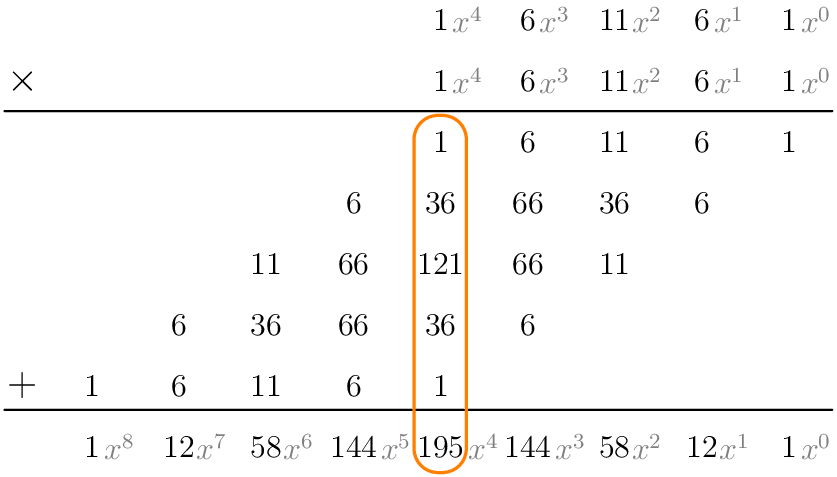 1x⁴ 6x³ 11x² 6x¹ 1x⁰
× 1x⁴ 6x³ 11x² 6x¹ 1x⁰
1 6 11 6 1
6 36 66 36 6
11 66 121 66 11
6 36 66 36 6
+ 1 6 11 6 1
1x⁸ 12x⁷ 58x⁶ 144x⁵ 195x⁴ 144x³ 58x² 12x¹ 1x⁰